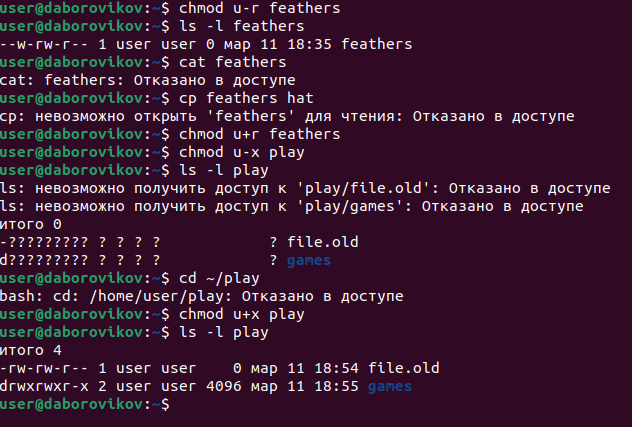 user@daborovikov:~$ chmod u-r feathers
user@daborovikov:~$ ls -l feathers
--w-rw-r-- 1 user user 0 мар 11 18:35 feathers
user@daborovikov:~$ cat feathers
cat: feathers: Отказано в доступе
user@daborovikov:~$ cp feathers hat
cp: невозможно открыть 'feathers' для чтения: Отказано в доступе
user@daborovikov:~$ chmod u+r feathers
user@daborovikov:~$ chmod u-x play
user@daborovikov:~$ ls -l play
ls: невозможно получить доступ к 'play/file.old': Отказано в доступе
ls: невозможно получить доступ к 'play/games': Отказано в доступе
итого 0
-????????? ? ? ? ?            ? file.old
d????????? ? ? ? ?            ? games
user@daborovikov:~$ cd ~/play
bash: cd: /home/user/play: Отказано в доступе
user@daborovikov:~$ chmod u+x play
user@daborovikov:~$ ls -l play
итого 4
-rw-rw-r-- 1 user user    0 мар 11 18:54 file.old
drwxrwxr-x 2 user user 4096 мар 11 18:55 games
user@daborovikov:~$